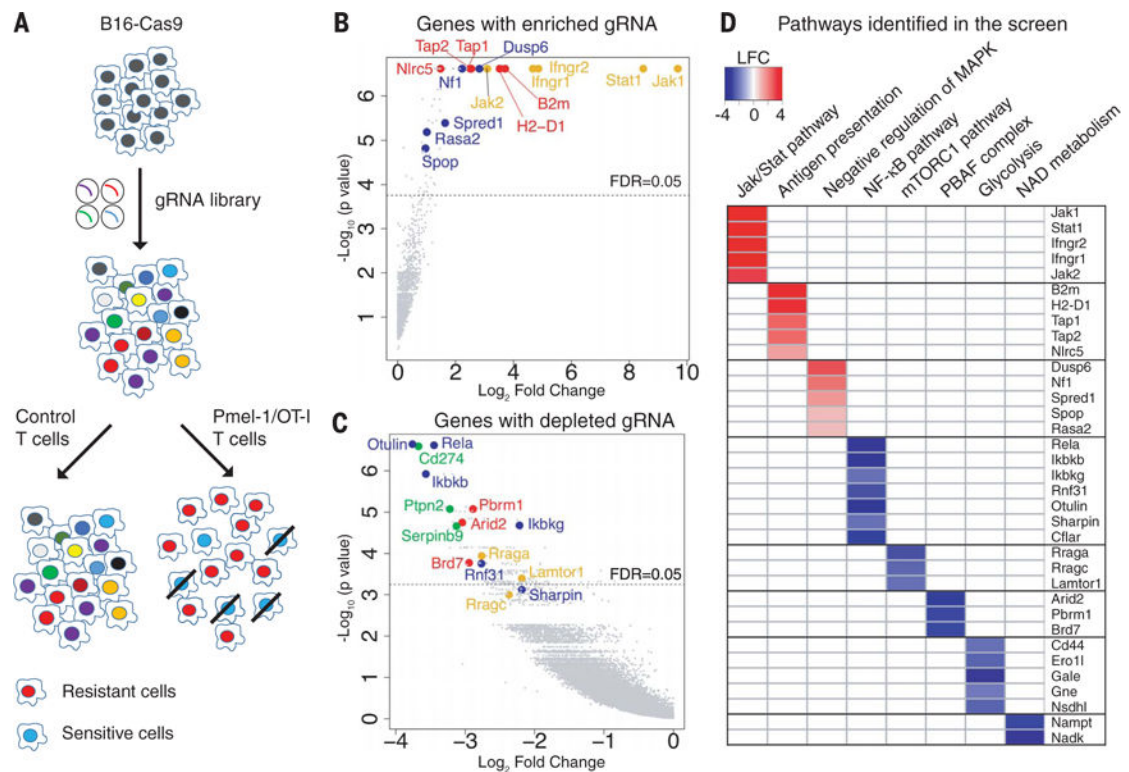 A
B16-Cas9
gRNA library
Control
T cells
Pmel-1/OT-I
T cells
Resistant cells
Sensitive cells
B
Genes with enriched gRNA
Tap2
Tap1
Dusp6
Nlrc5
Nf1
Jak2
Ifngr2
Ifngr1
Stat1
Jak1
B2m
H2-D1
Spred1
Rasa2
Spop
FDR=0.05
-Log10 (p value)
6
5
4
3
2
1
0
2
4
6
8
10
Log2 Fold Change
C
Genes with depleted gRNA
Otulin
Rela
Cd274
Ikbkb
Ptpn2
Pbrm1
Serpinb9
Arid2
Ikbkg
Brd7
Rraga
Rnf31
Lamtor1
FDR=0.05
Rragc
Sharpin
-Log10 (p value)
6
5
4
3
2
1
0
−4
−3
−2
−1
0
Log2 Fold Change
D
Pathways identified in the screen
LFC
-4
0
4
Jak/Stat pathway
Antigen presentation
Negative regulation of MAPK
NF-κB pathway
mTORC1 pathway
PBAF complex
Glycolysis
NAD metabolism
Jak1
Stat1
Ifngr2
Ifngr1
Jak2
B2m
H2-D1
Tap1
Tap2
Nlrc5
Dusp6
Nf1
Spred1
Spop
Rasa2
Rela
Ikbkb
Ikbkg
Rnf31
Otulin
Sharpin
Cflar
Rraga
Rragc
Lamtor1
Arid2
Pbrm1
Brd7
Cd44
Ero1l
Gale
Gne
Nsdhl
Nampt
Nadk